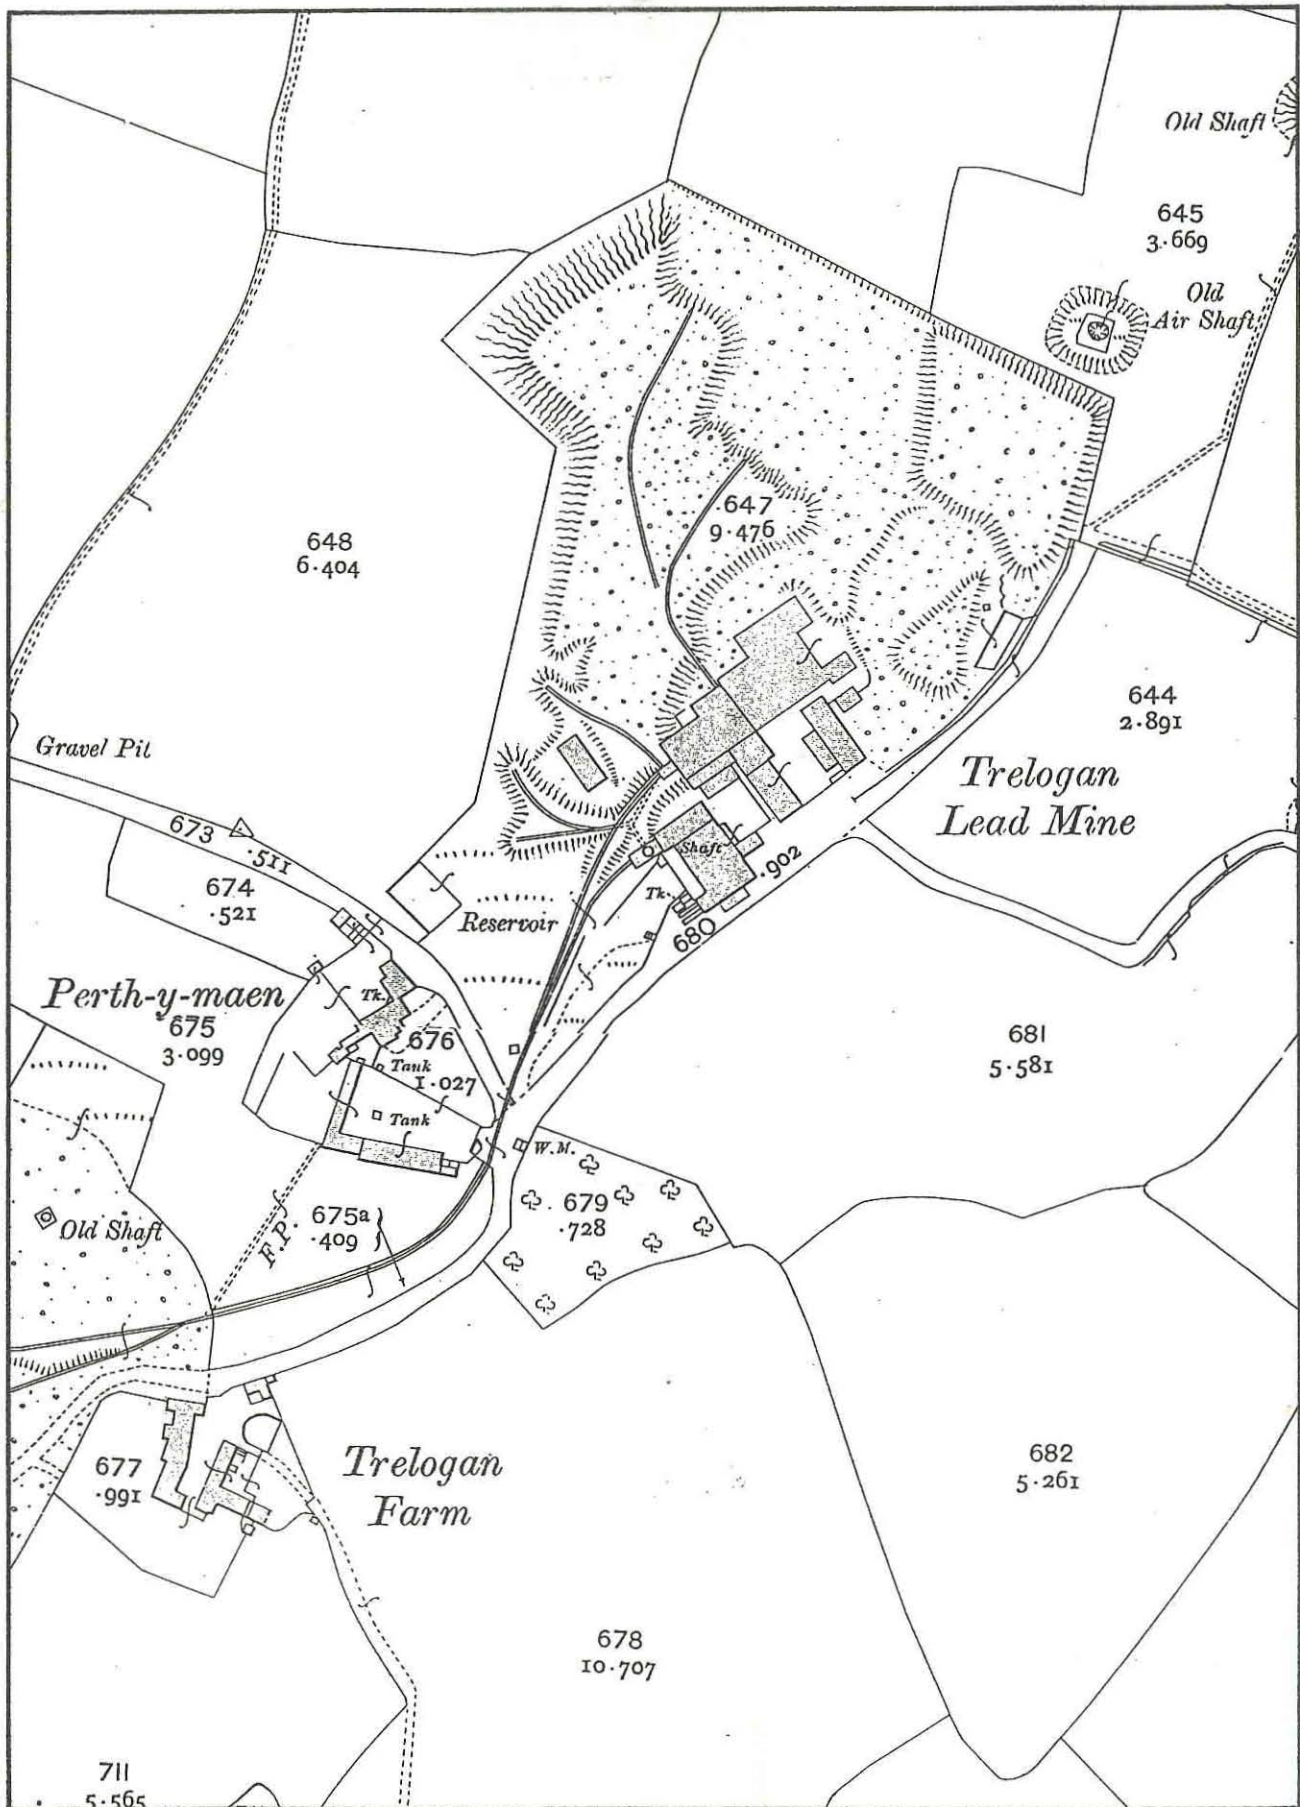 Old Shaft
645
3·669
Old
Air Shaft
647
9·476
648
6·404
644
2·891
Gravel Pit
Trelogan
Lead Mine
673
·511
674
·521
Shaft
·902
Tk.
680
Reservoir
Perth-y-maen
675
3·099
Tk.
676
Tank
1·027
Tank
681
5·581
W.M.
679
·728
Old Shaft
F.P.
675a
·409
Trelogan
Farm
677
·991
682
5·261
678
10·707
711
5·565